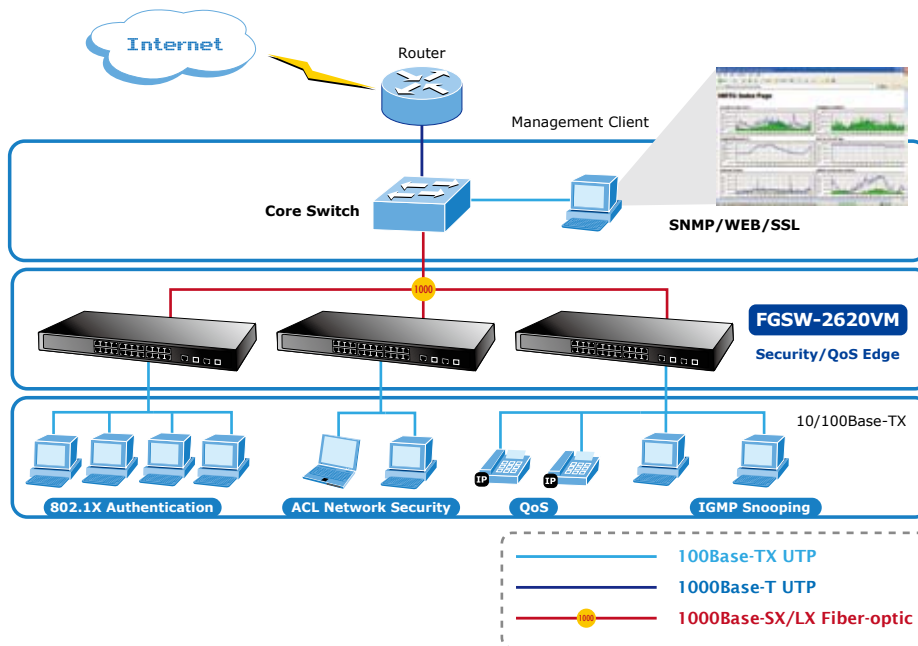 Internet
Router
Management Client
Core Switch
SNMP/WEB/SSL
1000
FGSW-2620VM
Security/QoS Edge
10/100Base-TX
IP
IP
802.1X Authentication
ACL Network Security
QoS
IGMP Snooping
100Base-TX UTP
1000Base-T UTP
1000
1000Base-SX/LX Fiber-optic